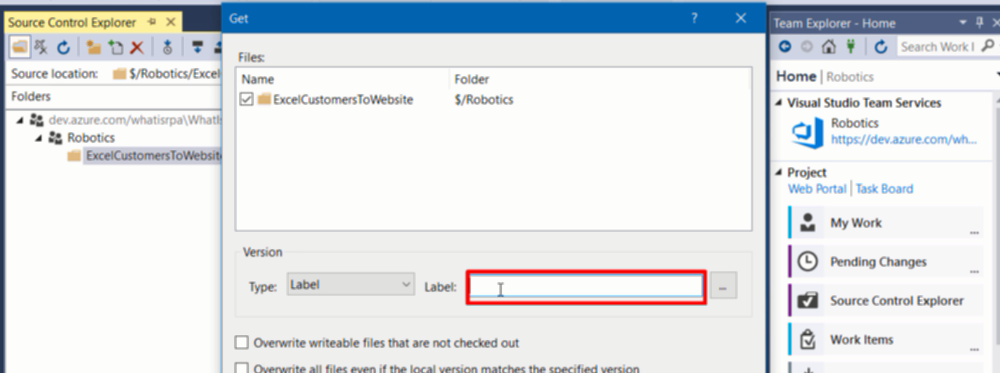 Source Control Explorer
Source location: $/Robotics/Excel
Folders
dev.azure.com/whatisrpa\WhatIs
Robotics
ExcelCustomersToWebsite
Get ?
Files:
Name Folder
ExcelCustomersToWebsite $/Robotics
Version
Type: Label Label: ...
Overwrite writeable files that are not checked out
Overwrite all files even if the local version matches the specified version
Team Explorer - Home
Search Work I
Home | Robotics
Visual Studio Team Services
Robotics
https://dev.azure.com/wh...
Project
Web Portal | Task Board
My Work ...
Pending Changes ...
Source Control Explorer
Work Items ...